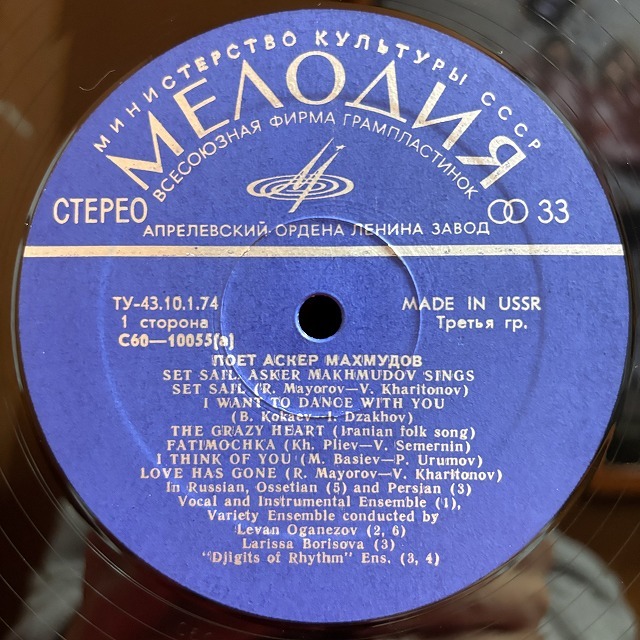 МИНИСТЕРСТВО КУЛЬТУРЫ СССР
МЕЛОДИЯ
ВСЕСОЮЗНАЯ ФИРМА ГРАМПЛАСТИНОК
СТЕРЕО 33
АПРЕЛЕВСКИЙ ОРДЕНА ЛЕНИНА ЗАВОД
ТУ-43.10.1.74 MADE IN USSR
1 сторона Третья гр.
С60—10055(а)
ПОЕТ АСКЕР МАХМУДОВ
SET SAIL. ASKER MAKHMUDOV SINGS
SET SAIL (R. Mayorov—V. Kharitonov)
I WANT TO DANCE WITH YOU
(B. Kokaev—I. Dzakhov)
THE GRAZY HEART (Iranian folk song)
FATIMOCHKA (Kh. Pliev—V. Semernin)
I THINK OF YOU (M. Basiev—P. Urumov)
LOVE HAS GONE (R. Mayorov—V. Kharitonov)
In Russian, Ossetian (5) and Persian (3)
Vocal and Instrumental Ensemble (1),
Variety Ensemble conducted by
Levan Oganezov (2, 6)
Larissa Borisova (3)
"Djigits of Rhythm" Ens. (3, 4)